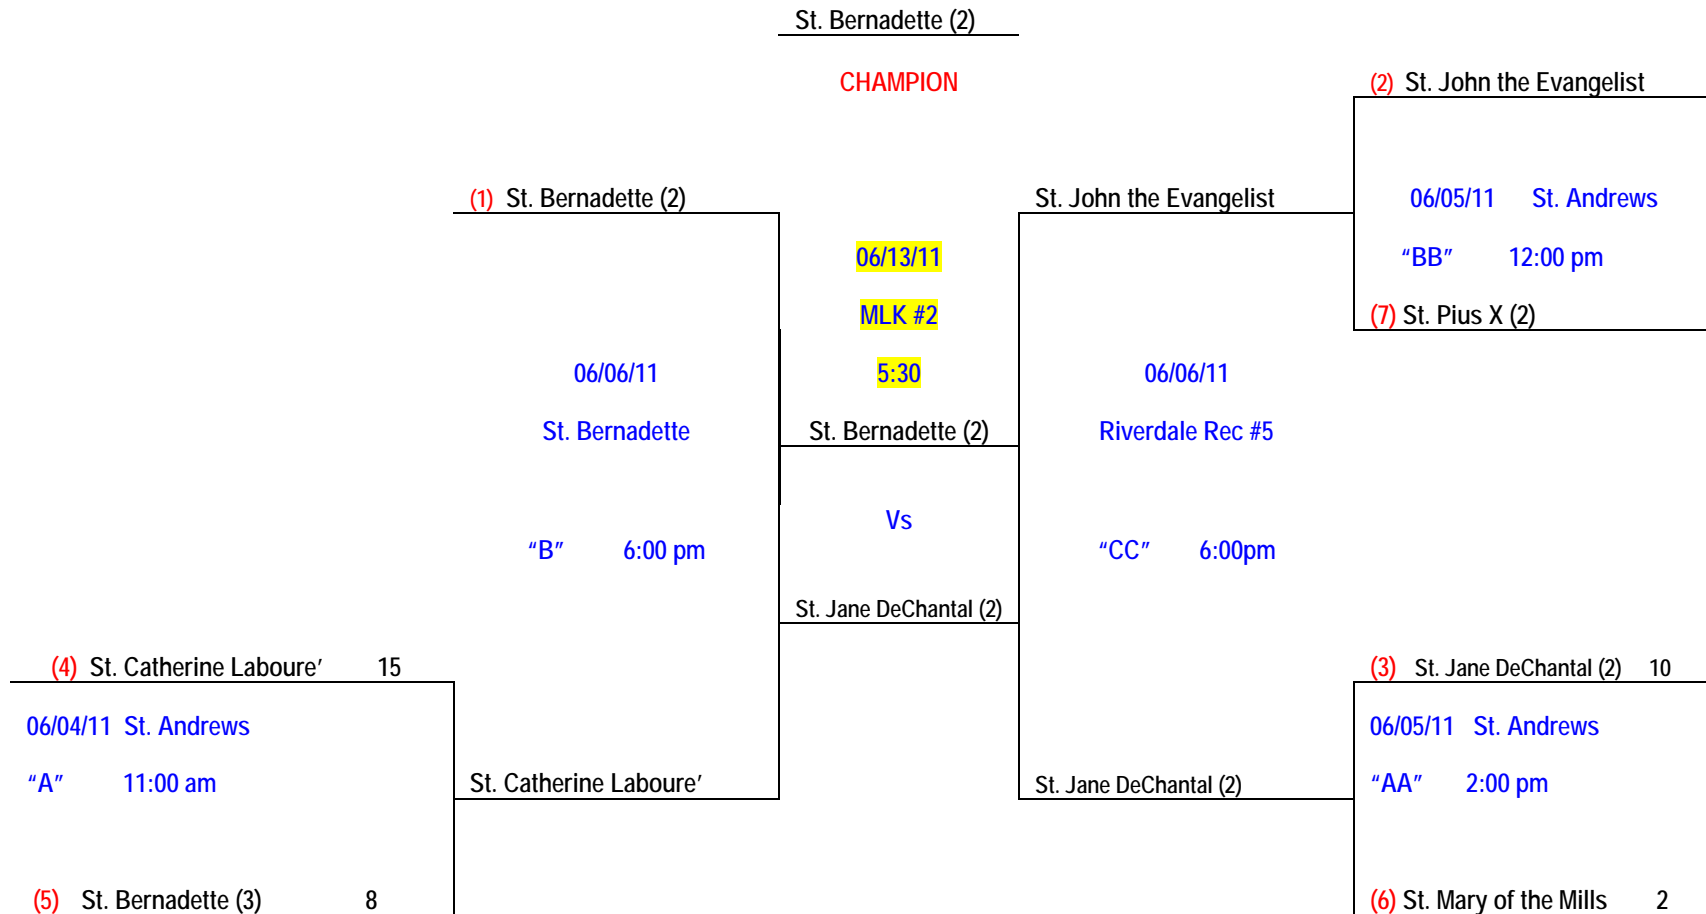 St. Bernadette (2)
CHAMPION
(2) St. John the Evangelist
(1) St. Bernadette (2)
St. John the Evangelist
06/05/11 St. Andrews
06/13/11
“BB” 12:00 pm
MLK #2
(7) St. Pius X (2)
06/06/11
5:30
06/06/11
St. Bernadette
St. Bernadette (2)
Riverdale Rec #5
Vs
“B” 6:00 pm
“CC” 6:00pm
St. Jane DeChantal (2)
(4) St. Catherine Laboure’ 15
(3) St. Jane DeChantal (2) 10
06/04/11 St. Andrews
06/05/11 St. Andrews
“A” 11:00 am
St. Catherine Laboure’
St. Jane DeChantal (2)
“AA” 2:00 pm
(5) St. Bernadette (3) 8
(6) St. Mary of the Mills 2